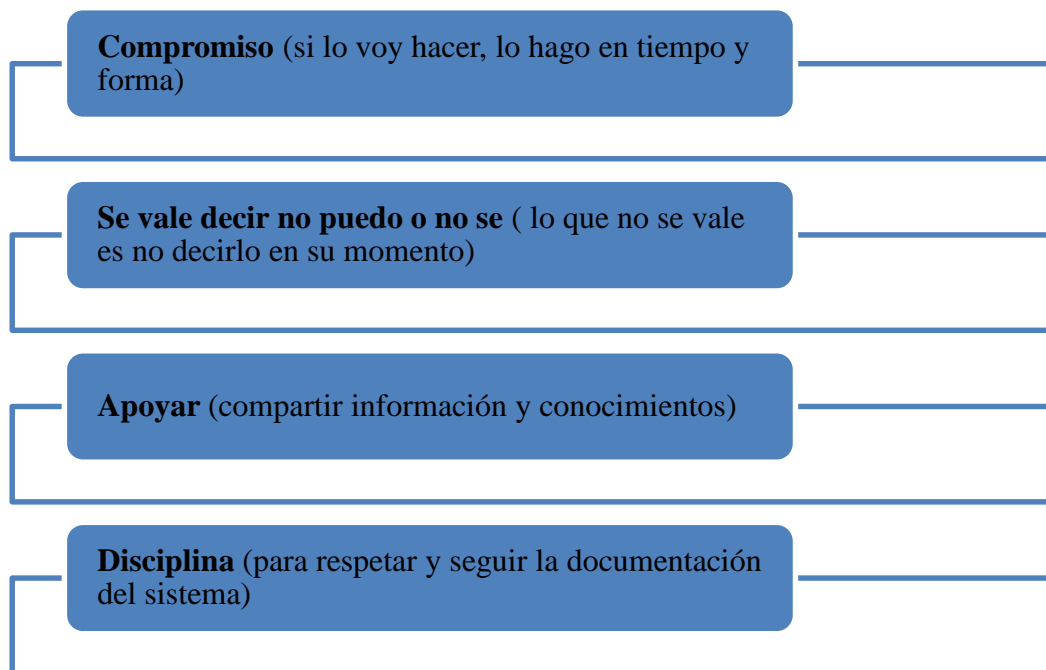 Compromiso (si lo voy hacer, lo hago en tiempo y
forma)
Se vale decir no puedo o no se ( lo que no se vale
es no decirlo en su momento)
Apoyar (compartir información y conocimientos)
Disciplina (para respetar y seguir la documentación
del sistema)